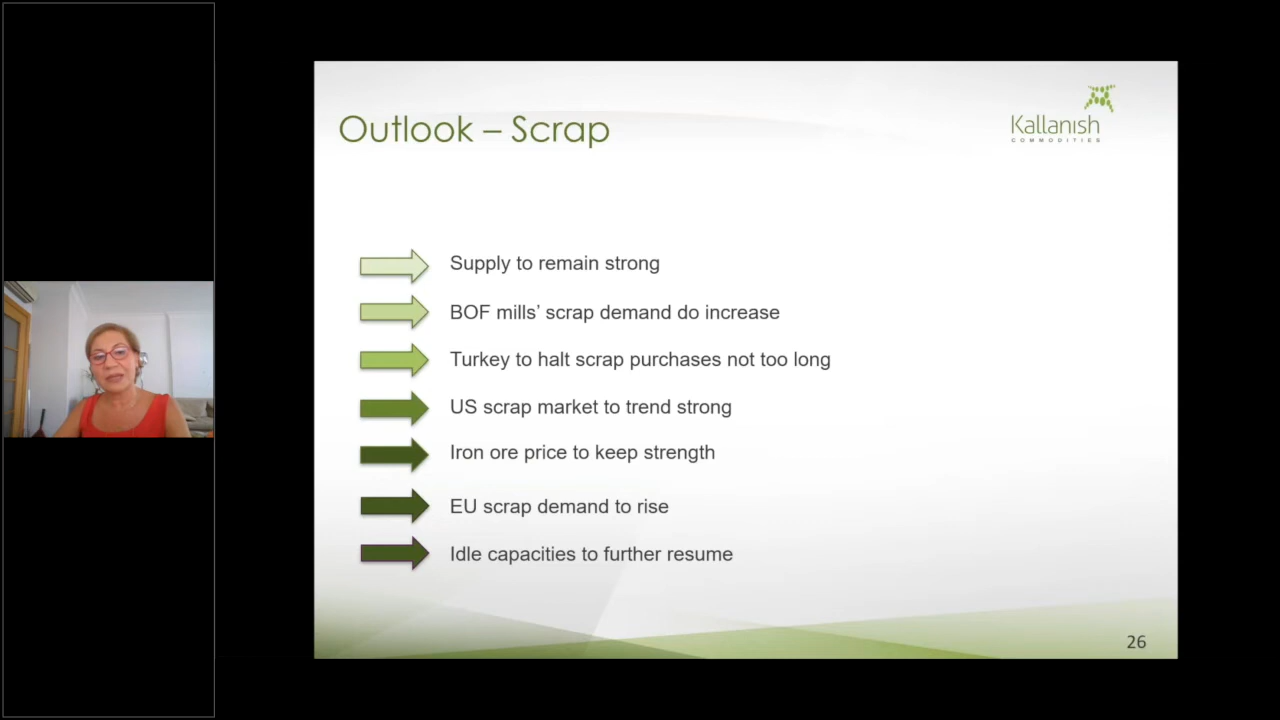 Outlook – Scrap
Kallanish
COMMODITIES
Supply to remain strong
BOF mills’ scrap demand do increase
Turkey to halt scrap purchases not too long
US scrap market to trend strong
Iron ore price to keep strength
EU scrap demand to rise
Idle capacities to further resume
26